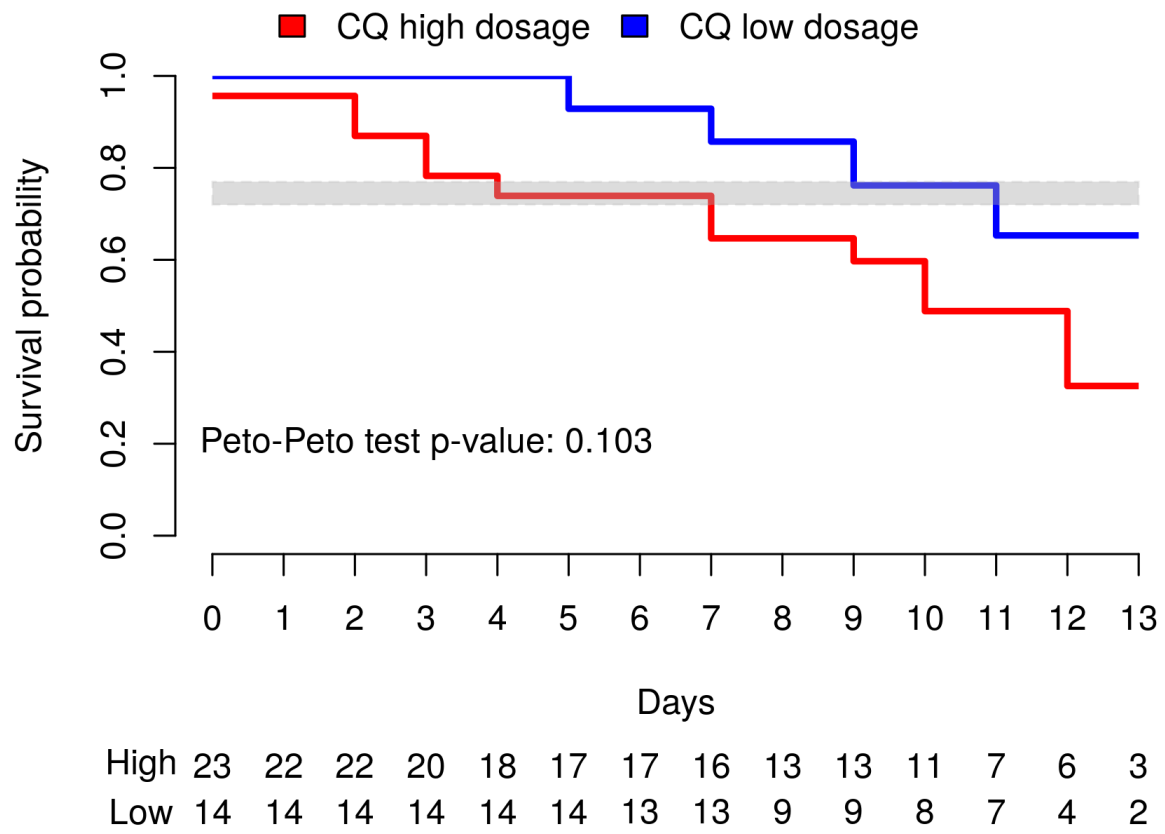 CQ high dosage CQ low dosage
1.0
0.8
0.6
0.4
0.2
0.0
Survival probability
Peto-Peto test p-value: 0.103
0 1 2 3 4 5 6 7 8 9 10 11 12 13
Days
High 23 22 22 20 18 17 17 16 13 13 11 7 6 3
Low 14 14 14 14 14 14 13 13 9 9 8 7 4 2